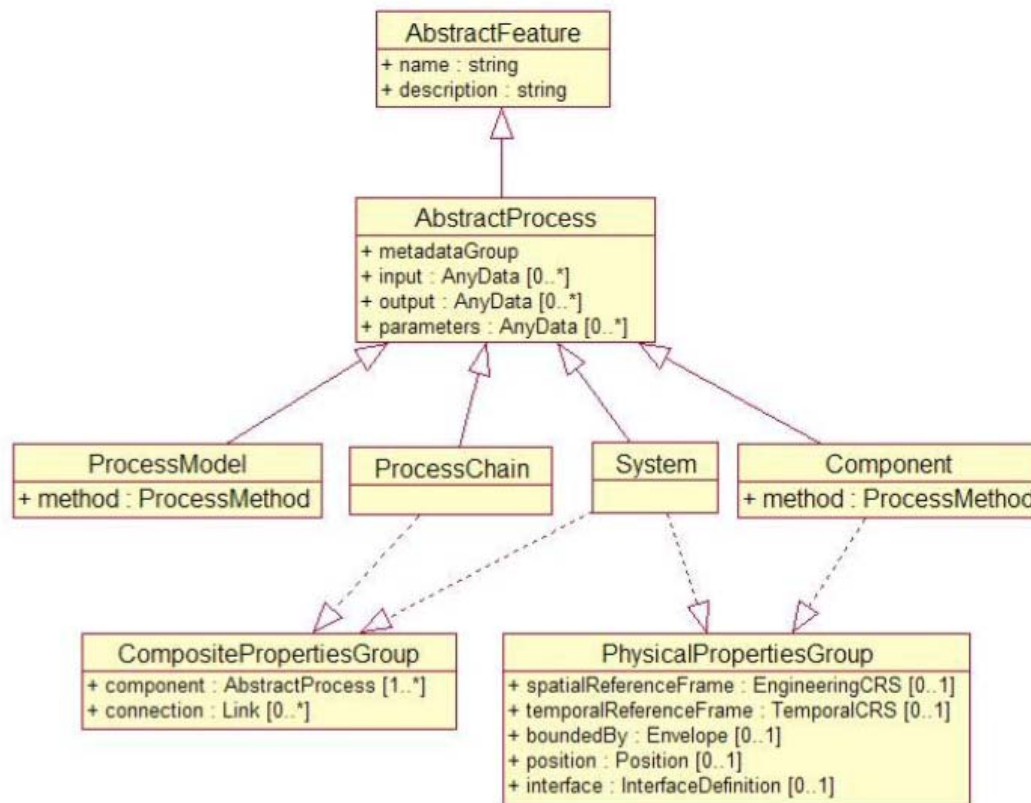 AbstractFeature
+ name : string
+ description : string
AbstractProcess
+ metadataGroup
+ input : AnyData [0..*]
+ output : AnyData [0..*]
+ parameters : AnyData [0..*]
ProcessModel
+ method : ProcessMethod
ProcessChain
System
Component
+ method : ProcessMethod
CompositePropertiesGroup
+ component : AbstractProcess [1..*]
+ connection : Link [0..*]
PhysicalPropertiesGroup
+ spatialReferenceFrame : EngineeringCRS [0..1]
+ temporalReferenceFrame : TemporalCRS [0..1]
+ boundedBy : Envelope [0..1]
+ position : Position [0..1]
+ interface : InterfaceDefinition [0..1]